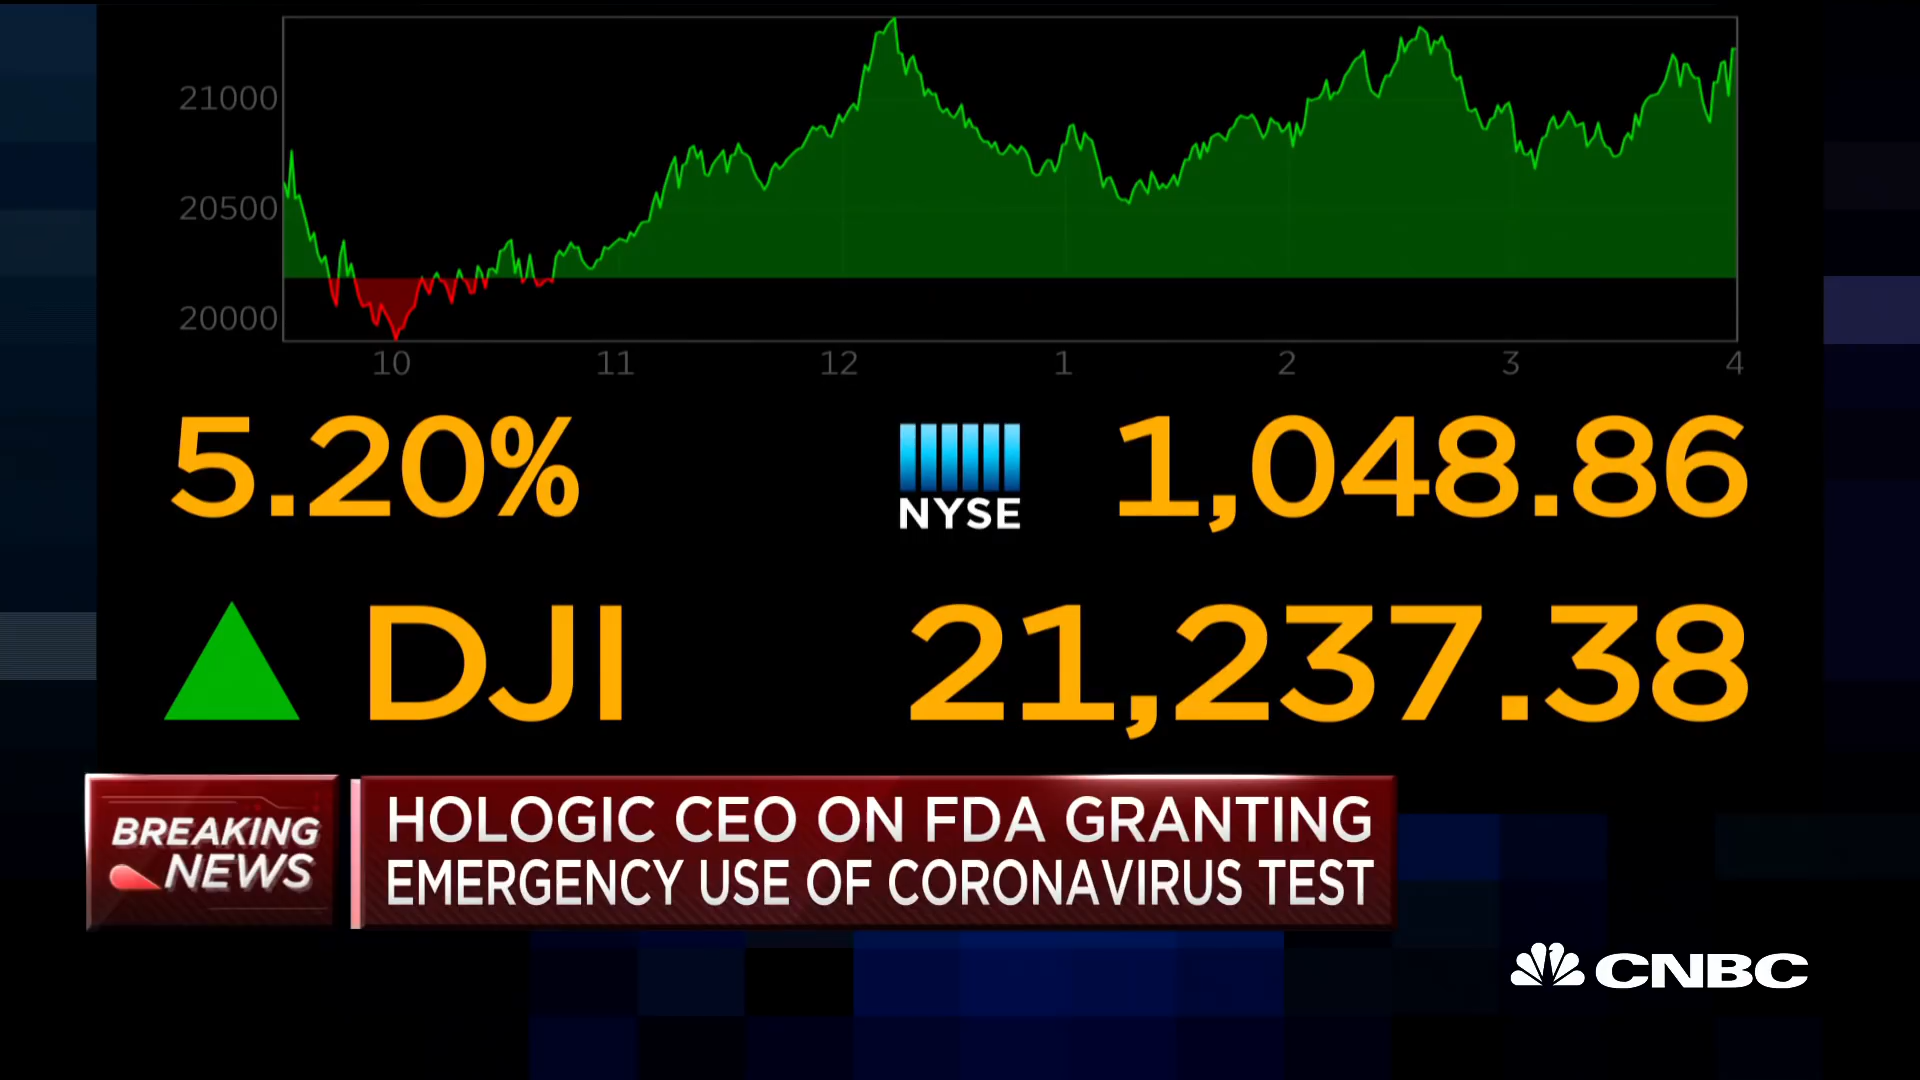 21000
20500
20000
10 11 12 1 2 3 4
5.20% NYSE 1,048.86
DJI 21,237.38
BREAKING
NEWS
HOLOGIC CEO ON FDA GRANTING
EMERGENCY USE OF CORONAVIRUS TEST
CNBC